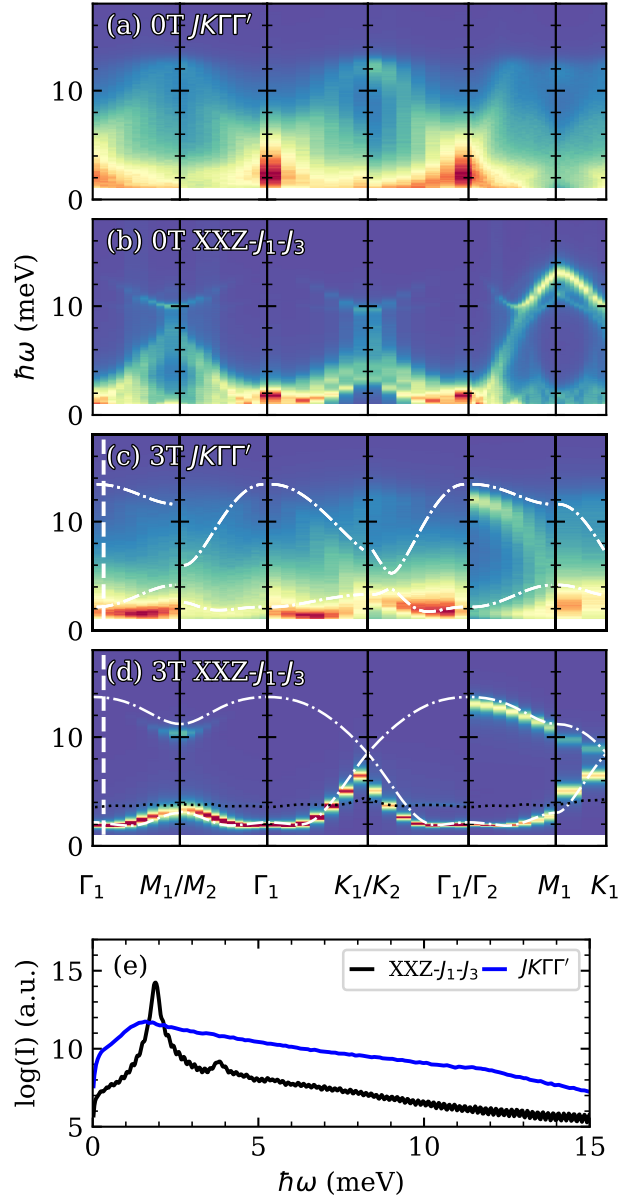 (a) 0T JKΓΓ′
10
0
(b) 0T XXZ-J₁-J₃
10
0
ħω (meV)
(c) 3T JKΓΓ′
10
0
(d) 3T XXZ-J₁-J₃
10
0
Γ₁ M₁/M₂ Γ₁ K₁/K₂ Γ₁/Γ₂ M₁ K₁
(e) XXZ-J₁-J₃ JKΓΓ′
15
10
5
log(I) (a.u.)
0 5 10 15
ħω (meV)